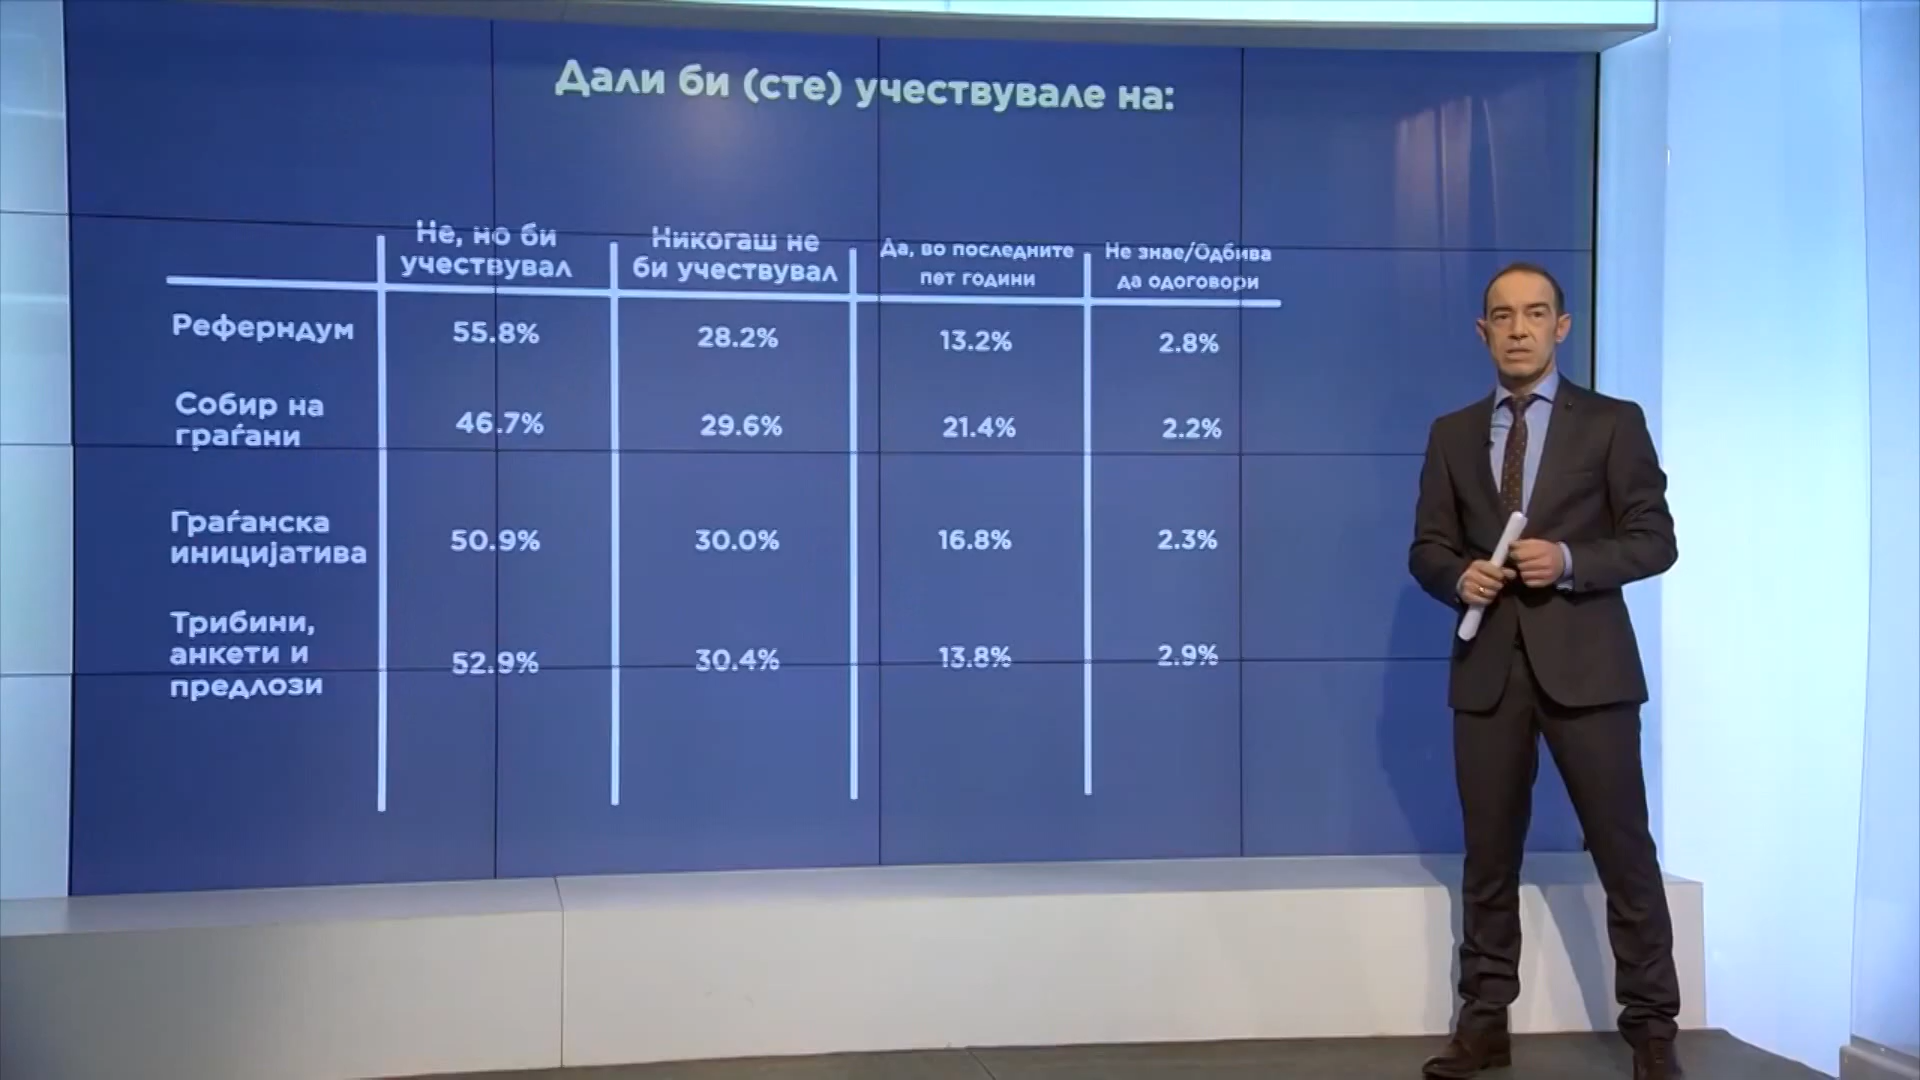 Дали би (сте) учествувале на:
Не, но би
учествувал
Никогаш не
би учествувал
Да, во последните
пет години
Не знае/Одбива
да одоговори
Реферндум
55.8%
28.2%
13.2%
2.8%
Собир на
граѓани
46.7%
29.6%
21.4%
2.2%
Граѓанска
иницијатива
50.9%
30.0%
16.8%
2.3%
Трибини,
анкети и
предлози
52.9%
30.4%
13.8%
2.9%